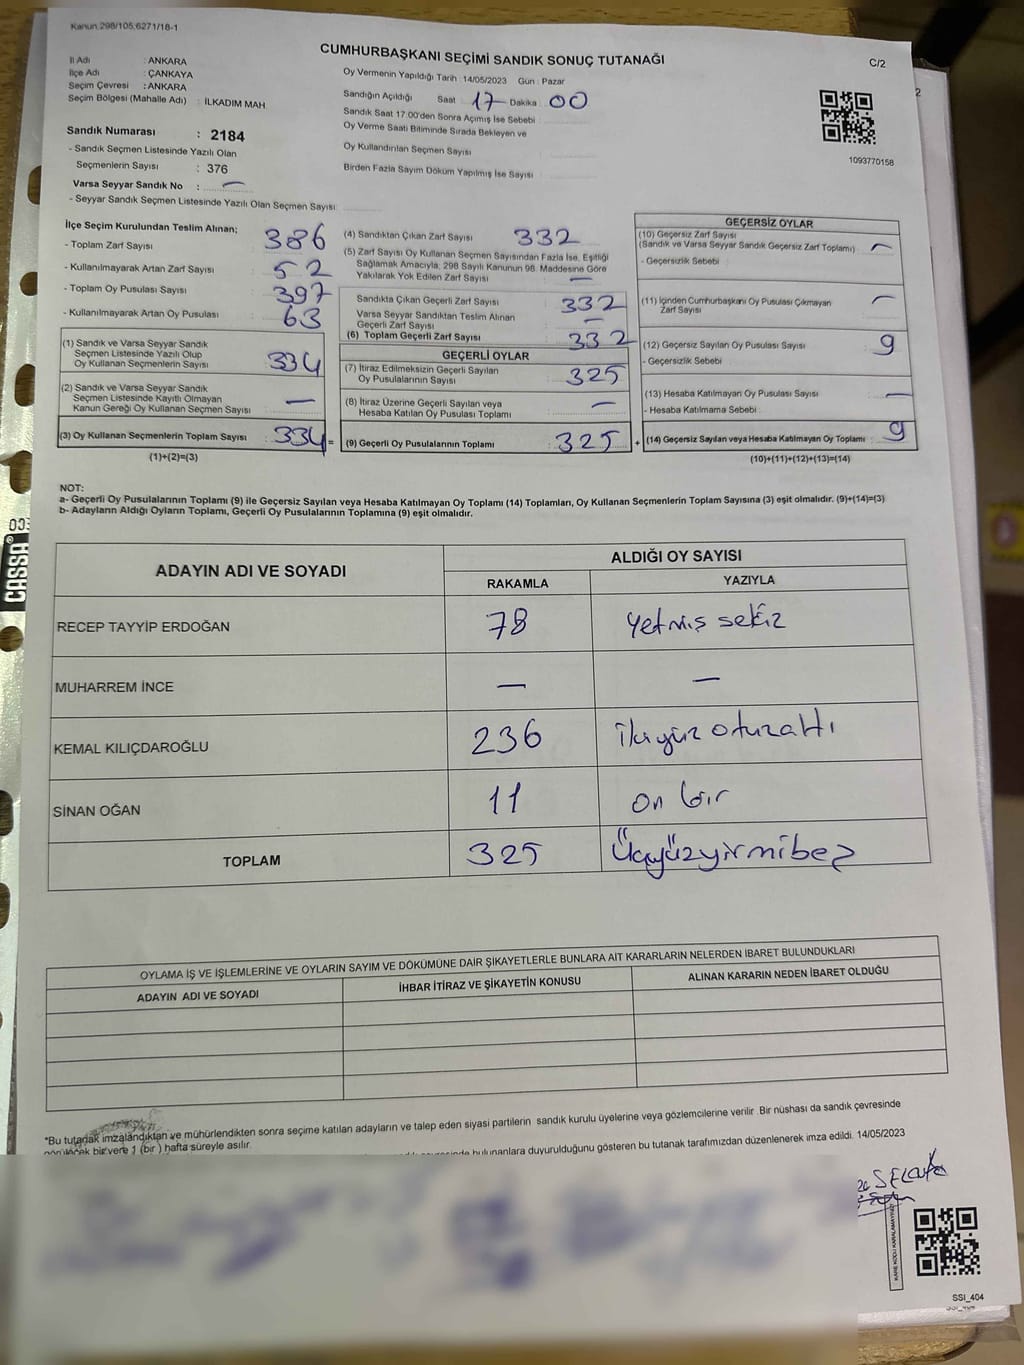 Kanun 298/105,6271/18-1
CUMHURBAŞKANI SEÇİMİ SANDIK SONUÇ TUTANAĞI
C/2
İl Adı : ANKARA
İlçe Adı : ÇANKAYA
Seçim Çevresi : ANKARA
Seçim Bölgesi (Mahalle Adı) : İLKADIM MAH.
Oy Vermenin Yapıldığı Tarih : 14/05/2023 Gün : Pazar
Sandığın Açıldığı Saat : 17 Dakika : 00
Sandık Saat 17.00'den Sonra Açımış İse Sebebi :
Oy Verme Saati Bitiminde Sırada Bekleyen ve
Oy Kullandırılan Seçmen Sayısı
Birden Fazla Sayım Döküm Yapılmış İse Sayısı :
1093770158
Sandık Numarası : 2184
- Sandık Seçmen Listesinde Yazılı Olan
Seçmenlerin Sayısı : 376
Varsa Seyyar Sandık No : —
- Seyyar Sandık Seçmen Listesinde Yazılı Olan Seçmen Sayısı:
İlçe Seçim Kurulundan Teslim Alınan;
- Toplam Zarf Sayısı : 386
- Kullanılmayarak Artan Zarf Sayısı : 52
- Toplam Oy Pusulası Sayısı : 397
- Kullanılmayarak Artan Oy Pusulası : 63
(1) Sandık ve Varsa Seyyar Sandık
Seçmen Listesinde Yazılı Olup
Oy Kullanan Seçmenlerin Sayısı : 334
(2) Sandık ve Varsa Seyyar Sandık
Seçmen Listesinde Kayıtlı Olmayan
Kanun Gereği Oy Kullanan Seçmen Sayısı : —
(3) Oy Kullanan Seçmenlerin Toplam Sayısı : 334 =
(1)+(2)=(3)
(4) Sandıktan Çıkan Zarf Sayısı : 332
(5) Zarf Sayısı Oy Kullanan Seçmen Sayısından Fazla İse, Eşitliği
Sağlamak Amacıyla, 298 Sayılı Kanunun 98. Maddesine Göre
Yakılarak Yok Edilen Zarf Sayısı : —
Sandıkta Çıkan Geçerli Zarf Sayısı : 332
Varsa Seyyar Sandıktan Teslim Alınan
Geçerli Zarf Sayısı : —
(6) Toplam Geçerli Zarf Sayısı : 332
GEÇERLİ OYLAR
(7) İtiraz Edilmeksizin Geçerli Sayılan
Oy Pusulalarının Sayısı : 325
(8) İtiraz Üzerine Geçerli Sayılan veya
Hesaba Katılan Oy Pusulası Toplamı : —
(9) Geçerli Oy Pusulalarının Toplamı : 325 +
GEÇERSİZ OYLAR
(10) Geçersiz Zarf Sayısı
(Sandık ve Varsa Seyyar Sandık Geçersiz Zarf Toplamı) : —
- Geçersizlik Sebebi :
(11) İçinden Cumhurbaşkanı Oy Pusulası Çıkmayan
Zarf Sayısı : —
(12) Geçersiz Sayılan Oy Pusulası Sayısı : 9
- Geçersizlik Sebebi :
(13) Hesaba Katılmayan Oy Pusulası Sayısı : —
- Hesaba Katılmama Sebebi :
(14) Geçersiz Sayılan veya Hesaba Katılmayan Oy Toplamı : 9
(10)+(11)+(12)+(13)=(14)
NOT:
a- Geçerli Oy Pusulalarının Toplamı (9) ile Geçersiz Sayılan veya Hesaba Katılmayan Oy Toplamı (14) Toplamları, Oy Kullanan Seçmenlerin Toplam Sayısına (3) eşit olmalıdır. (9)+(14)=(3)
b- Adayların Aldığı Oyların Toplamı, Geçerli Oy Pusulalarının Toplamına (9) eşit olmalıdır.
CASSA®
ADAYIN ADI VE SOYADI
ALDIĞI OY SAYISI
RAKAMLA YAZIYLA
RECEP TAYYİP ERDOĞAN 78 Yetmiş sekiz
MUHARREM İNCE — —
KEMAL KILIÇDAROĞLU 236 ikiyüz otuzaltı
SİNAN OĞAN 11 on bir
TOPLAM 325 Üçyüzyirmibeş
OYLAMA İŞ VE İŞLEMLERİNE VE OYLARIN SAYIM VE DÖKÜMÜNE DAİR ŞİKAYETLERLE BUNLARA AİT KARARLARIN NELERDEN İBARET BULUNDUKLARI
ADAYIN ADI VE SOYADI İHBAR İTİRAZ VE ŞİKAYETİN KONUSU ALINAN KARARIN NEDEN İBARET OLDUĞU
*Bu tutanak imzalandıktan ve mühürlendikten sonra seçime katılan adayların ve talep eden siyasi partilerin sandık kurulu üyelerine veya gözlemcilerine verilir. Bir nüshası da sandık çevresinde
görülecek bir yere 1 (bir) hafta süreyle asılır.
bulunanlara duyurulduğunu gösteren bu tutanak tarafımızdan düzenlenerek imza edildi. 14/05/2023
KARE KODU KARALAMAYINIZ
SSİ_404